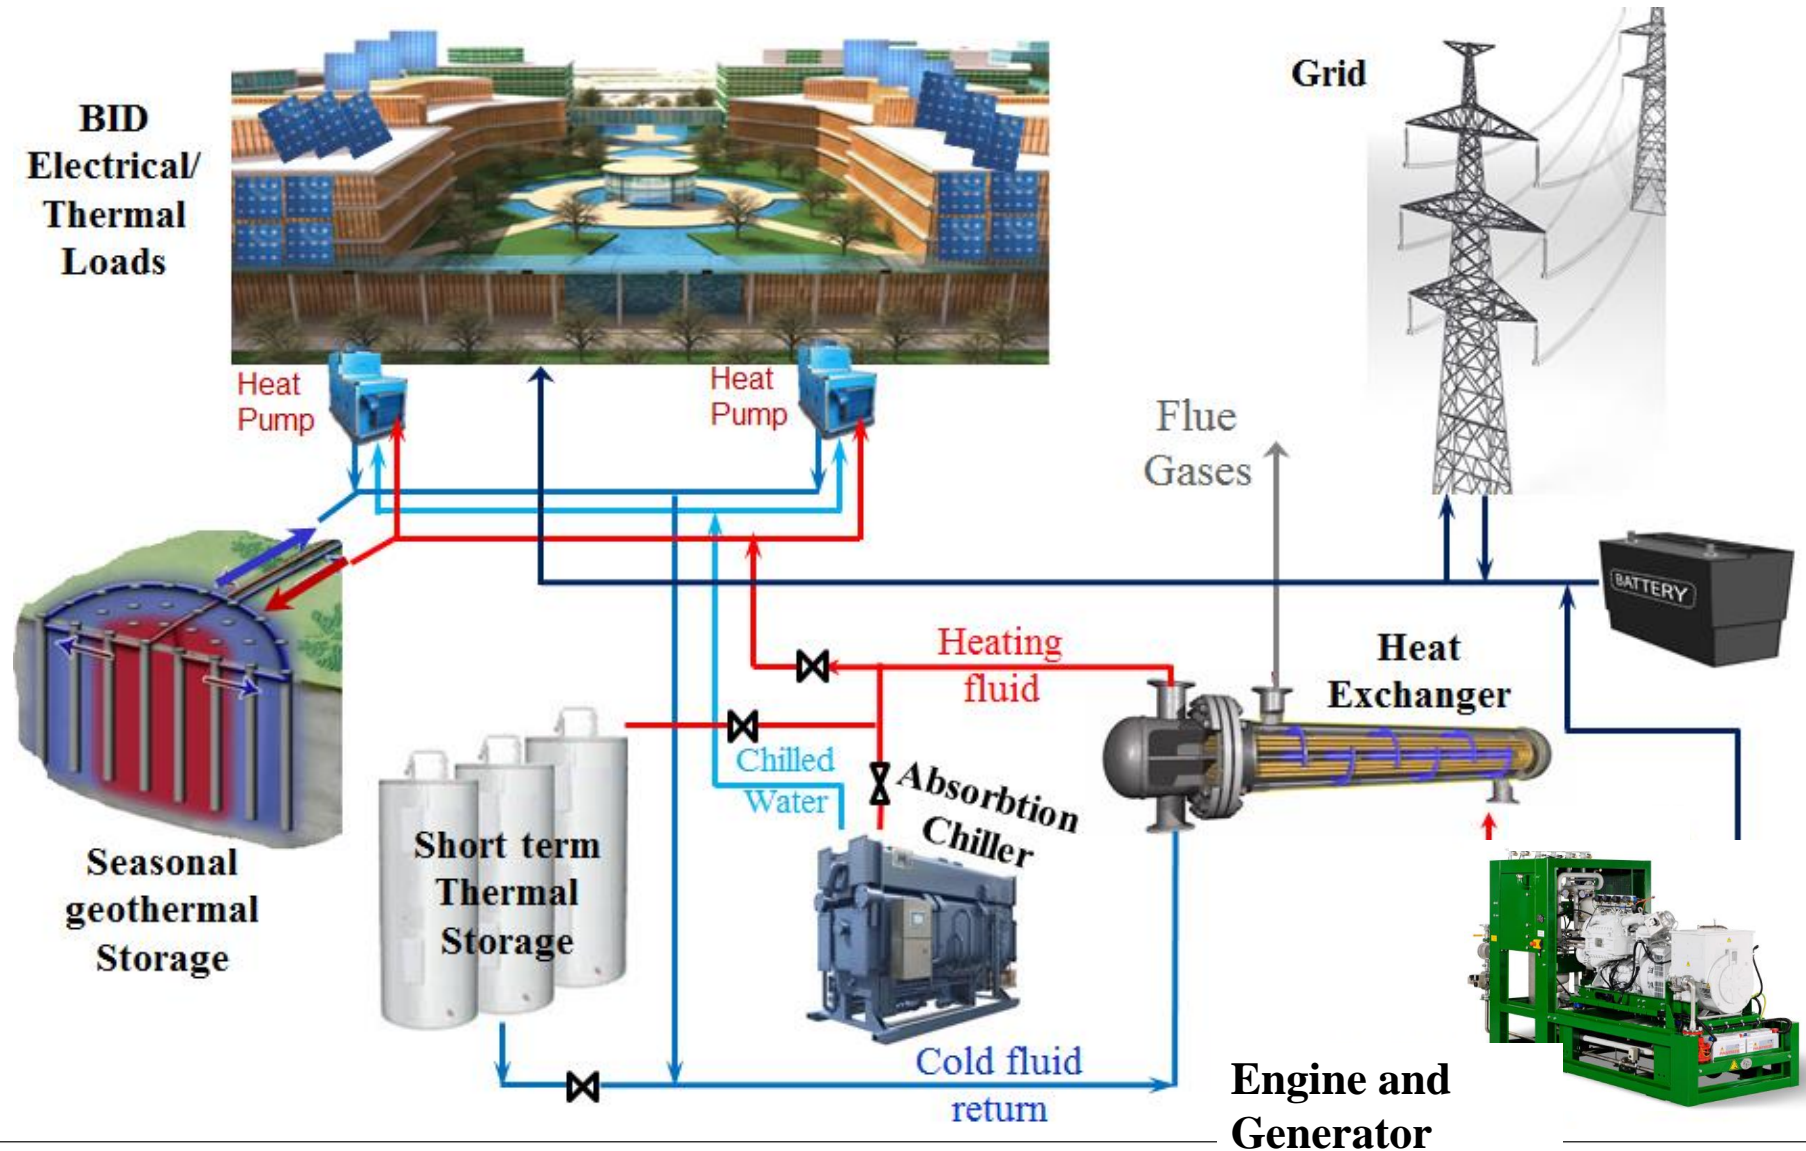 BID
Electrical/
Thermal
Loads
Grid
Heat
Pump
Heat
Pump
Flue
Gases
BATTERY
Heating
fluid
Heat
Exchanger
Chilled
Water
Absorbtion
Chiller
Short term
Thermal
Storage
Seasonal
geothermal
Storage
Cold fluid
return
Engine and
Generator